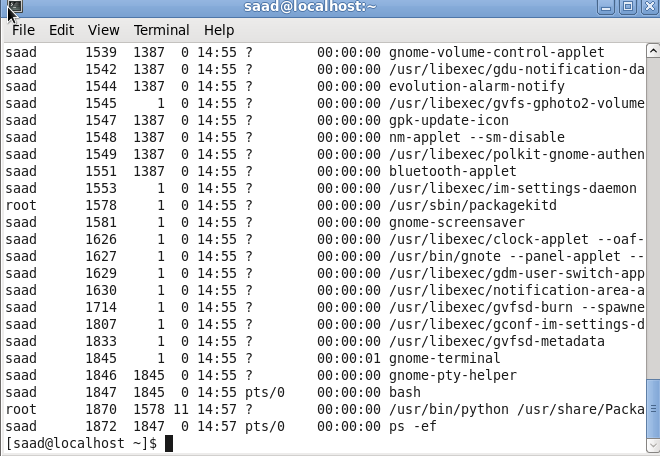 saad@localhost:~
File Edit View Terminal Help
saad 1539 1387 0 14:55 ? 00:00:00 gnome-volume-control-applet
saad 1542 1387 0 14:55 ? 00:00:00 /usr/libexec/gdu-notification-da
saad 1544 1387 0 14:55 ? 00:00:00 evolution-alarm-notify
saad 1545 1 0 14:55 ? 00:00:00 /usr/libexec/gvfs-gphoto2-volume
saad 1547 1387 0 14:55 ? 00:00:00 gpk-update-icon
saad 1548 1387 0 14:55 ? 00:00:00 nm-applet --sm-disable
saad 1549 1387 0 14:55 ? 00:00:00 /usr/libexec/polkit-gnome-authen
saad 1551 1387 0 14:55 ? 00:00:00 bluetooth-applet
saad 1553 1 0 14:55 ? 00:00:00 /usr/libexec/im-settings-daemon
root 1578 1 0 14:55 ? 00:00:00 /usr/sbin/packagekitd
saad 1581 1 0 14:55 ? 00:00:00 gnome-screensaver
saad 1626 1 0 14:55 ? 00:00:00 /usr/libexec/clock-applet --oaf-
saad 1627 1 0 14:55 ? 00:00:00 /usr/bin/gnote --panel-applet --
saad 1629 1 0 14:55 ? 00:00:00 /usr/libexec/gdm-user-switch-app
saad 1630 1 0 14:55 ? 00:00:00 /usr/libexec/notification-area-a
saad 1714 1 0 14:55 ? 00:00:00 /usr/libexec/gvfsd-burn --spawne
saad 1807 1 0 14:55 ? 00:00:00 /usr/libexec/gconf-im-settings-d
saad 1833 1 0 14:55 ? 00:00:00 /usr/libexec/gvfsd-metadata
saad 1845 1 0 14:55 ? 00:00:01 gnome-terminal
saad 1846 1845 0 14:55 ? 00:00:00 gnome-pty-helper
saad 1847 1845 0 14:55 pts/0 00:00:00 bash
root 1870 1578 11 14:57 ? 00:00:00 /usr/bin/python /usr/share/Packa
saad 1872 1847 0 14:57 pts/0 00:00:00 ps -ef
[saad@localhost ~]$